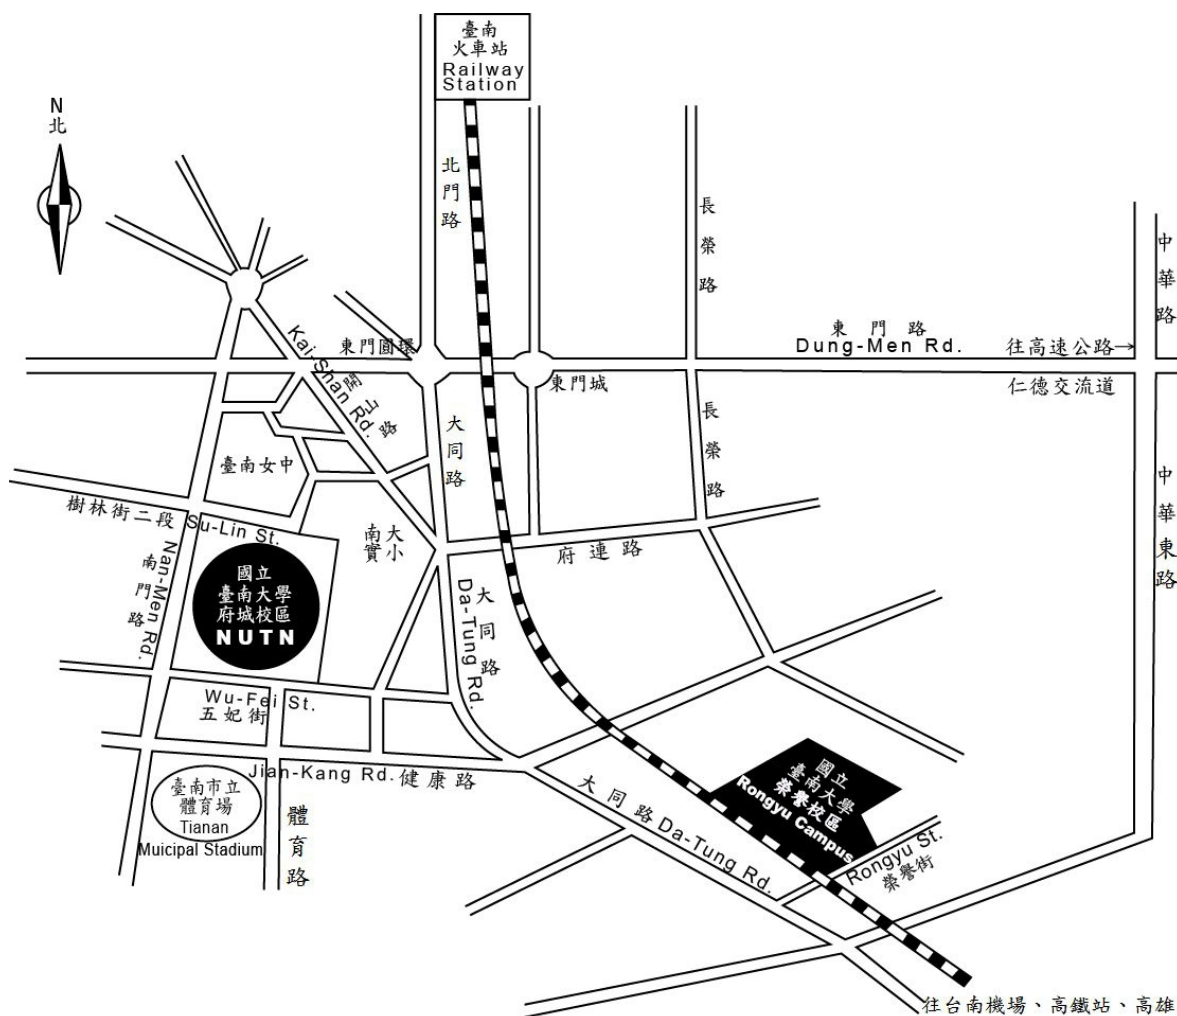 臺南
火車站
Railway
Station
N
北
北門路
長榮路
中華路
東門路
Dung-Men Rd.
往高速公路→
仁德交流道
東門圓環
東門城
Kai-Shan Rd.
開山路
大同路
長榮路
中華東路
臺南女中
樹林街二段 Su-Lin St.
南大
實小
府連路
Nan-Men Rd.
南門路
國立
臺南大學
府城校區
NUTN
大同路
Da-Tung Rd.
Wu-Fei St.
五妃街
Jian-Kang Rd. 健康路
臺南市立
體育場
Tianan
Muicipal Stadium
體育路
大同路 Da-Tung Rd.
國立
臺南大學
榮譽校區
Rongyu Campus
Rongyu St.
榮譽街
往台南機場、高鐵站、高雄